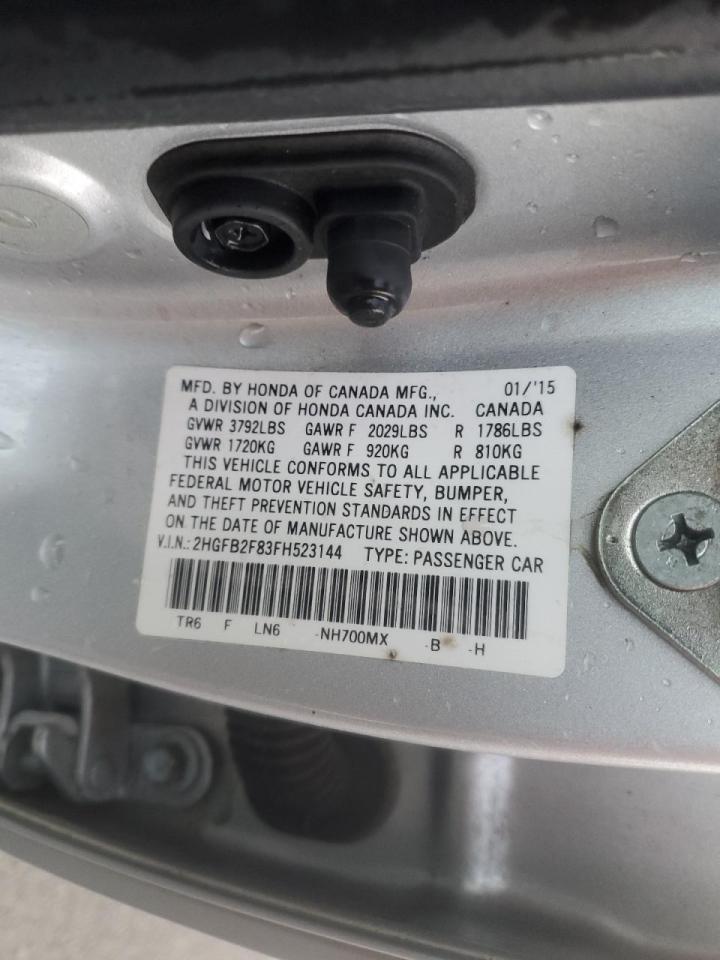 MFD. BY HONDA OF CANADA MFG., 01/'15
A DIVISION OF HONDA CANADA INC. CANADA
GVWR 3792LBS GAWR F 2029LBS R 1786LBS
GVWR 1720KG GAWR F 920KG R 810KG
THIS VEHICLE CONFORMS TO ALL APPLICABLE
FEDERAL MOTOR VEHICLE SAFETY, BUMPER,
AND THEFT PREVENTION STANDARDS IN EFFECT
ON THE DATE OF MANUFACTURE SHOWN ABOVE.
V.I.N.: 2HGFB2F83FH523144 TYPE: PASSENGER CAR
TR6 F LN6 -NH700MX -B -H